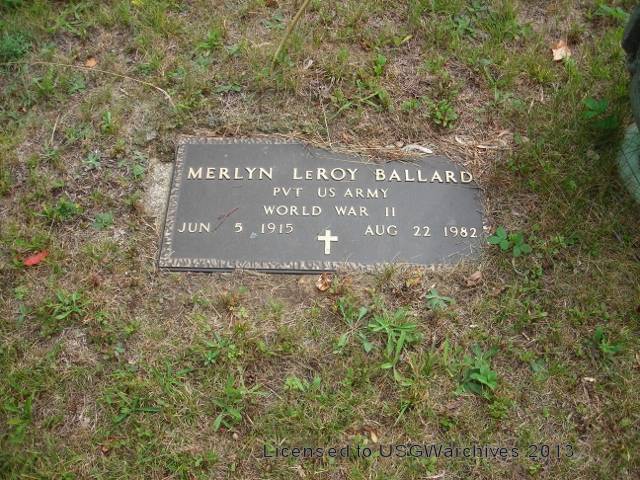 MERLYN LEROY BALLARD
PVT US ARMY
WORLD WAR II
JUN 5 1915 AUG 22 1982
Licensed to USGWarchives 2013